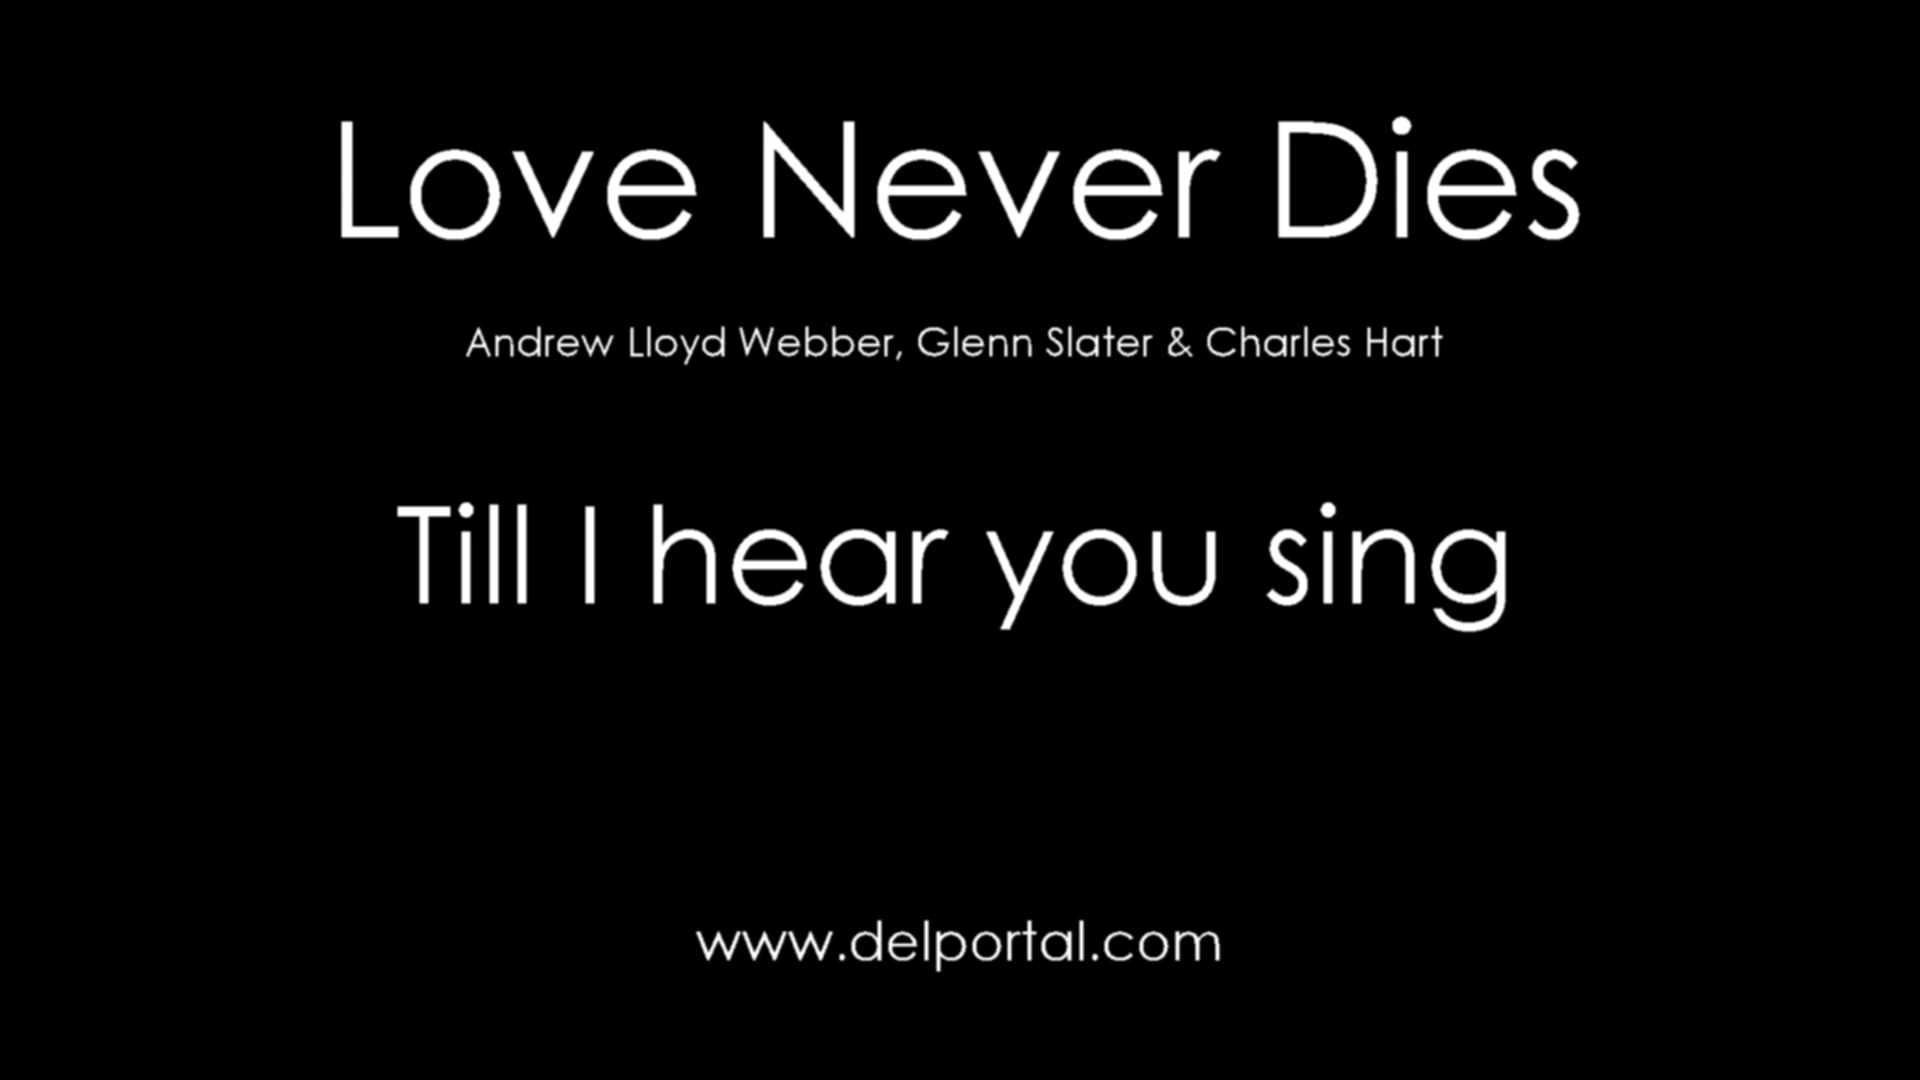 Love Never Dies
Andrew Lloyd Webber, Glenn Slater & Charles Hart
Till I hear you sing
www.delportal.com